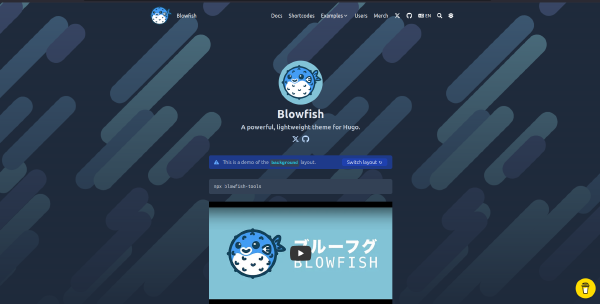 Blowfish
Docs Shortcodes Examples Users Merch EN
Blowfish
A powerful, lightweight theme for Hugo.
This is a demo of the background layout. Switch layout
npx blowfish-tools
ブルーフグ
BLOWFISH